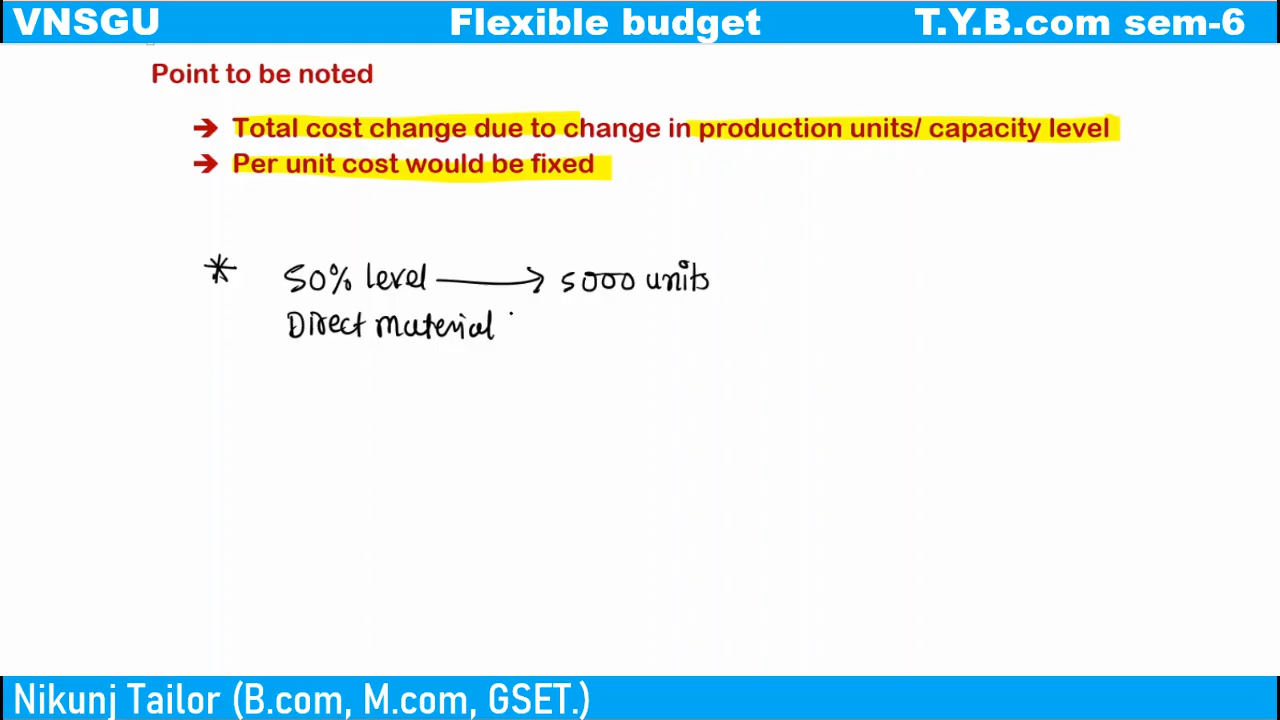 VNSGU Flexible budget T.Y.B.com sem-6
Point to be noted
➔ Total cost change due to change in production units/ capacity level
➔ Per unit cost would be fixed
* 50% level ⟶ 5000 units
Direct material
Nikunj Tailor (B.com, M.com, GSET.)